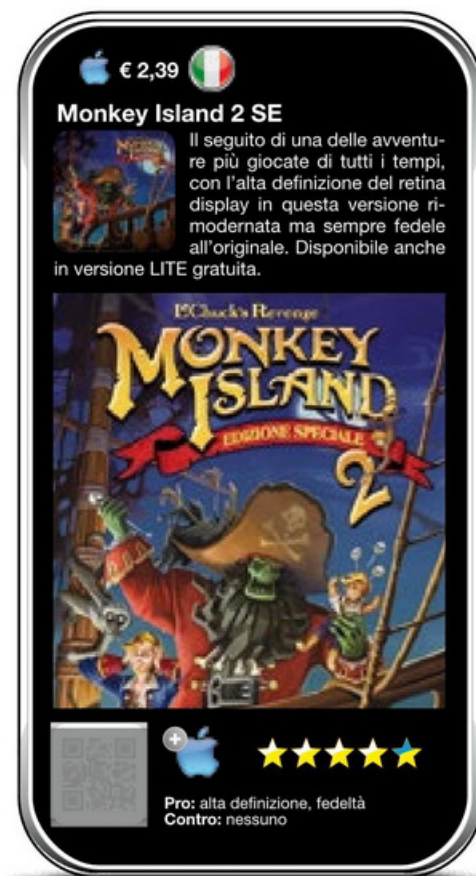 € 2,39
Monkey Island 2 SE
Il seguito di una delle avventu-
re più giocate di tutti i tempi,
con l'alta definizione del retina
display in questa versione ri-
modernata ma sempre fedele
all'originale. Disponibile anche
in versione LITE gratuita.
LeChuck's Revenge
MONKEY
ISLAND
EDIZIONE SPECIALE
2
Pro: alta definizione, fedeltà
Contro: nessuno